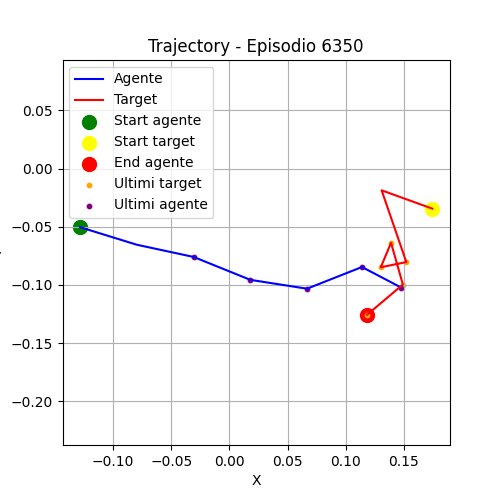 Trajectory - Episodio 6350
Agente
Target
Start agente
Start target
End agente
Ultimi target
Ultimi agente
0.05
0.00
−0.05
−0.10
−0.15
−0.20
−0.10
−0.05
0.00
0.05
0.10
0.15
X